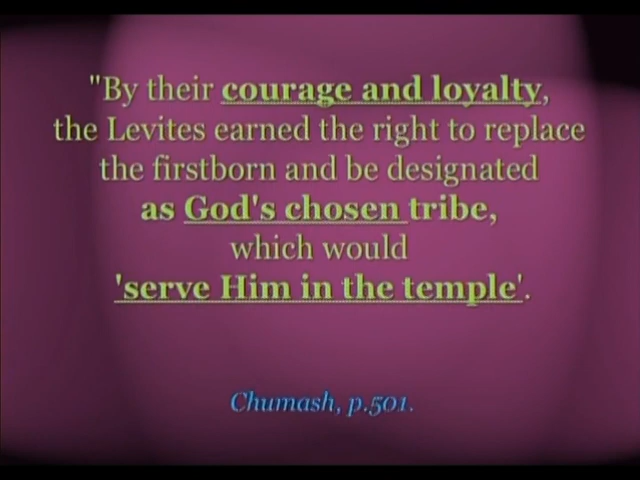 "By their courage and loyalty,
the Levites earned the right to replace
the firstborn and be designated
as God's chosen tribe,
which would
'serve Him in the temple'.
Chumash, p.501.